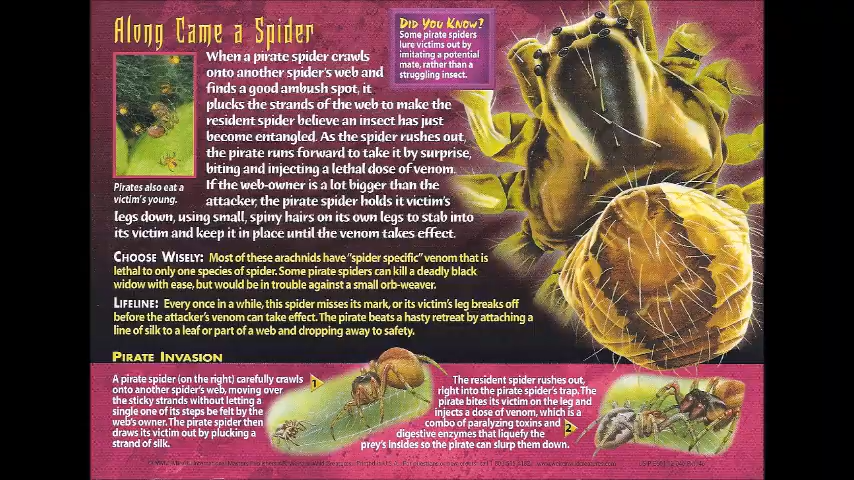 Along Came a Spider
When a pirate spider crawls
onto another spider's web and
finds a good ambush spot, it
plucks the strands of the web to make the
resident spider believe an insect has just
become entangled. As the spider rushes out,
the pirate runs forward to take it by surprise,
biting and injecting a lethal dose of venom.
If the web-owner is a lot bigger than the
attacker, the pirate spider holds it victim's
legs down, using small, spiny hairs on its own legs to stab into
its victim and keep it in place until the venom takes effect.
Did You Know?
Some pirate spiders
lure victims out by
imitating a potential
mate, rather than a
struggling insect.
Pirates also eat a
victim's young.
Choose Wisely: Most of these arachnids have "spider specific" venom that is
lethal to only one species of spider. Some pirate spiders can kill a deadly black
widow with ease, but would be in trouble against a small orb-weaver.
Lifeline: Every once in a while, this spider misses its mark, or its victim's leg breaks off
before the attacker's venom can take effect. The pirate beats a hasty retreat by attaching a
line of silk to a leaf or part of a web and dropping away to safety.
Pirate Invasion
A pirate spider (on the right) carefully crawls
onto another spider's web, moving over
the sticky strands without letting a
single one of its steps be felt by the
web's owner. The pirate spider then
draws its victim out by plucking a
strand of silk.
1
The resident spider rushes out,
right into the pirate spider's trap. The
pirate bites its victim on the leg and
injects a dose of venom, which is a
combo of paralyzing toxins and
digestive enzymes that liquefy the
prey's insides so the pirate can slurp them down.
2